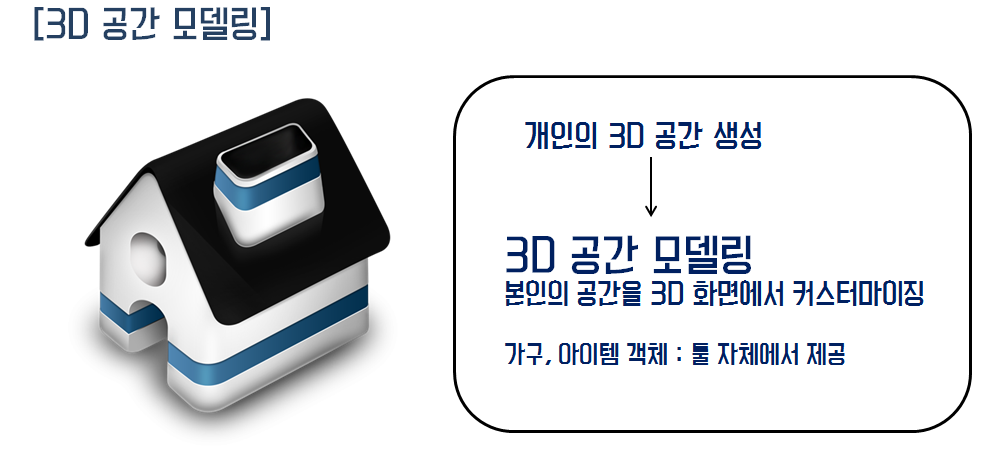 [3D 공간 모델링]
개인의 3D 공간 생성
3D 공간 모델링
본인의 공간을 3D 화면에서 커스터마이징
가구, 아이템 객체 : 툴 자체에서 제공